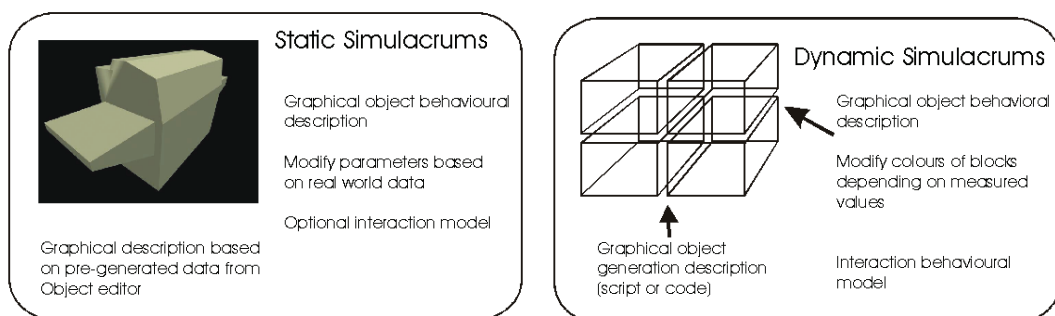 Static Simulacrums
Graphical object behavioural
description
Modify parameters based
on real world data
Optional interaction model
Graphical description based
on pre-generated data from
Object editor
Dynamic Simulacrums
Graphical object behavioral
description
Modify colours of blocks
depending on measured
values
Graphical object
generation description
(script or code)
Interaction behavioural
model